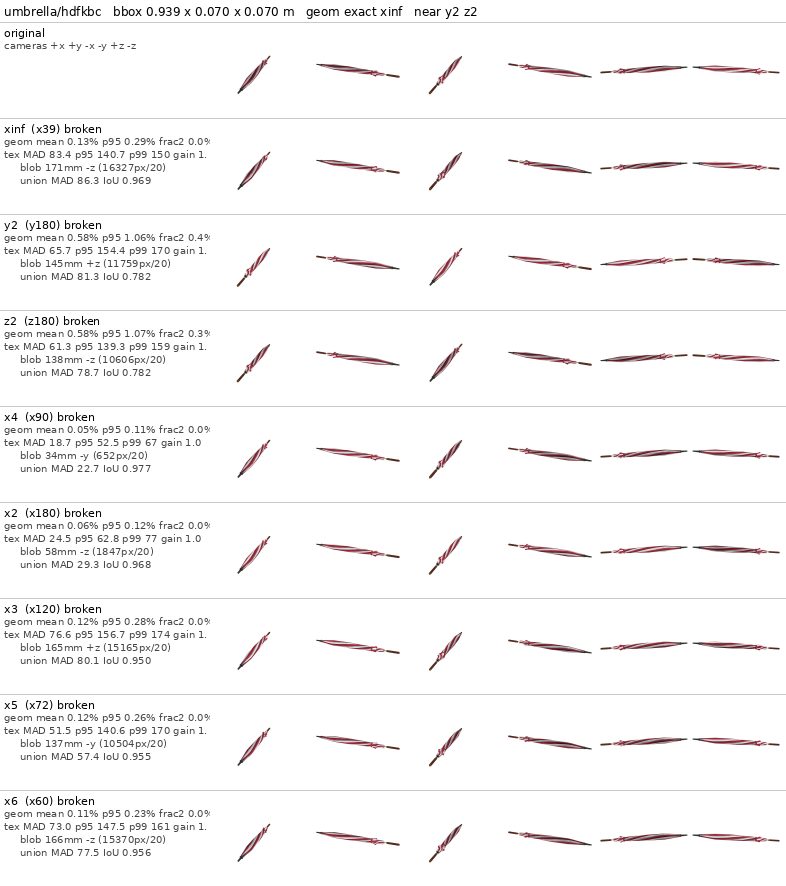 umbrella/hdfkbc   bbox 0.939 x 0.070 x 0.070 m   geom exact xinf   near y2 z2
original
cameras +x +y -x -y +z -z
xinf  (x39) broken
geom mean 0.13% p95 0.29% frac2 0.0%
tex MAD 83.4 p95 140.7 p99 150 gain 1.
blob 171mm -z (16327px/20)
union MAD 86.3 IoU 0.969
y2  (y180) broken
geom mean 0.58% p95 1.06% frac2 0.4%
tex MAD 65.7 p95 154.4 p99 170 gain 1.
blob 145mm +z (11759px/20)
union MAD 81.3 IoU 0.782
z2  (z180) broken
geom mean 0.58% p95 1.07% frac2 0.3%
tex MAD 61.3 p95 139.3 p99 159 gain 1.
blob 138mm -z (10606px/20)
union MAD 78.7 IoU 0.782
x4  (x90) broken
geom mean 0.05% p95 0.11% frac2 0.0%
tex MAD 18.7 p95 52.5 p99 67 gain 1.0
blob 34mm -y (652px/20)
union MAD 22.7 IoU 0.977
x2  (x180) broken
geom mean 0.06% p95 0.12% frac2 0.0%
tex MAD 24.5 p95 62.8 p99 77 gain 1.0
blob 58mm -z (1847px/20)
union MAD 29.3 IoU 0.968
x3  (x120) broken
geom mean 0.12% p95 0.28% frac2 0.0%
tex MAD 76.6 p95 156.7 p99 174 gain 1.
blob 165mm +z (15165px/20)
union MAD 80.1 IoU 0.950
x5  (x72) broken
geom mean 0.12% p95 0.26% frac2 0.0%
tex MAD 51.5 p95 140.6 p99 170 gain 1.
blob 137mm -y (10504px/20)
union MAD 57.4 IoU 0.955
x6  (x60) broken
geom mean 0.11% p95 0.23% frac2 0.0%
tex MAD 73.0 p95 147.5 p99 161 gain 1.
blob 166mm -z (15370px/20)
union MAD 77.5 IoU 0.956